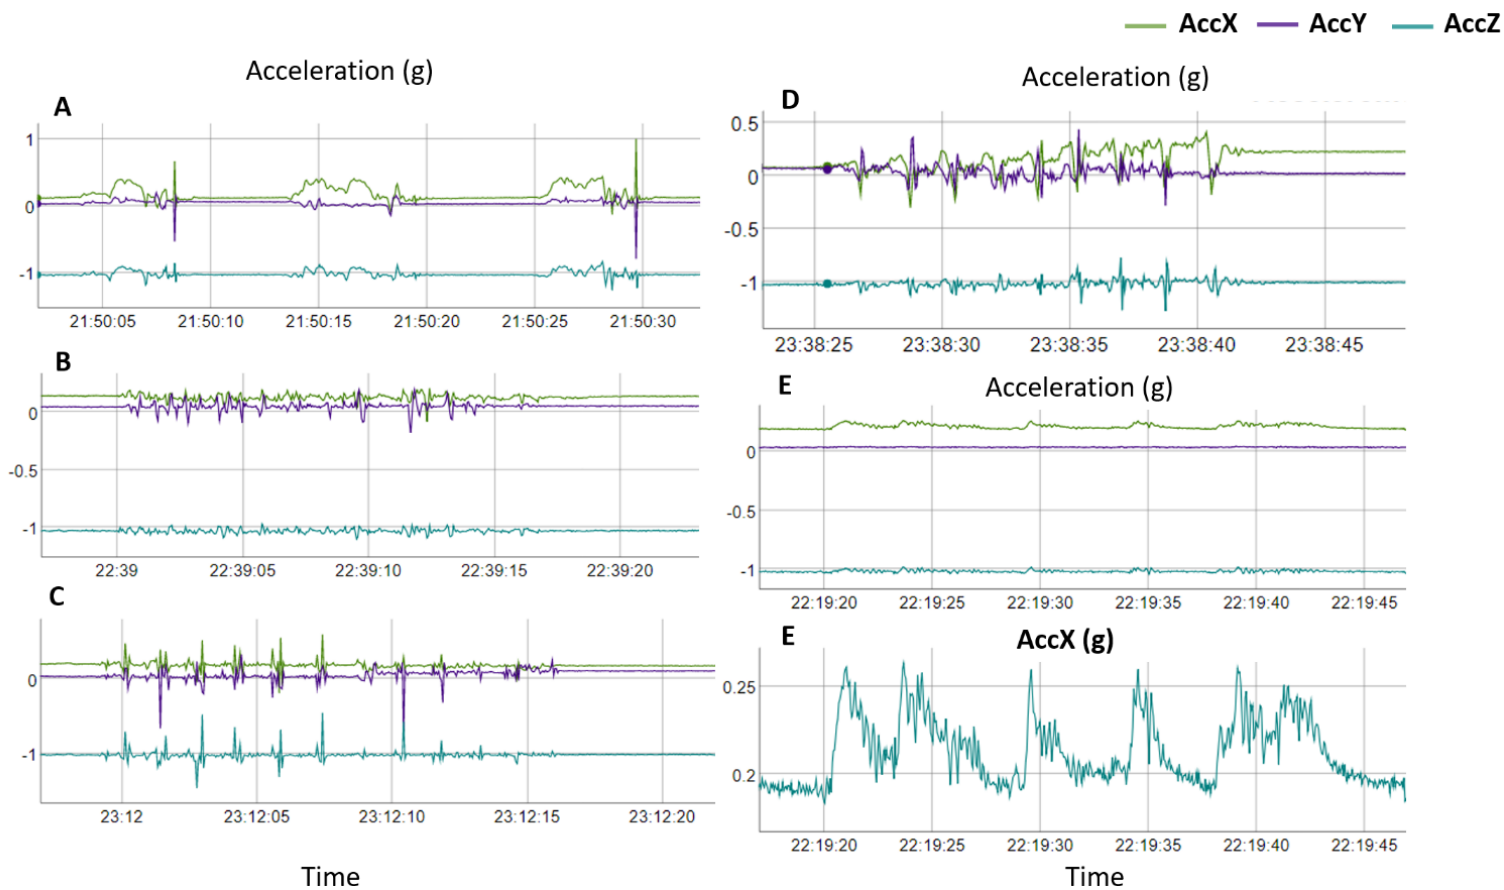 AccX AccY AccZ
Acceleration (g)
A
1
0
-1
21:50:05 21:50:10 21:50:15 21:50:20 21:50:25 21:50:30
B
0
-0.5
-1
22:39 22:39:05 22:39:10 22:39:15 22:39:20
C
0
-1
23:12 23:12:05 23:12:10 23:12:15 23:12:20
Time
Acceleration (g)
D
0.5
0
-0.5
-1
23:38:25 23:38:30 23:38:35 23:38:40 23:38:45
E Acceleration (g)
0
-0.5
-1
22:19:20 22:19:25 22:19:30 22:19:35 22:19:40 22:19:45
E AccX (g)
0.25
0.2
22:19:20 22:19:25 22:19:30 22:19:35 22:19:40 22:19:45
Time